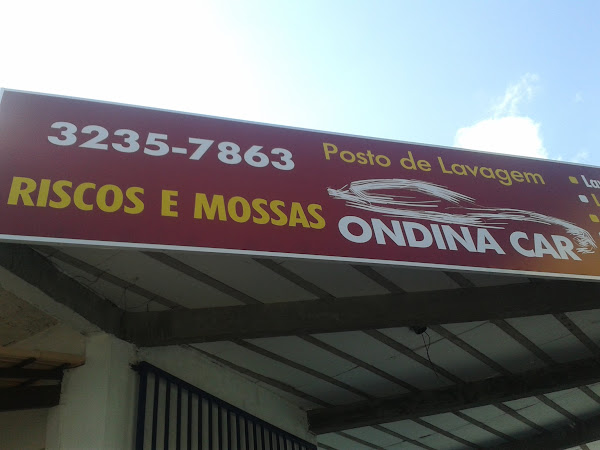 3235-7863
RISCOS E MOSSAS
Posto de Lavagem
ONDINA CAR